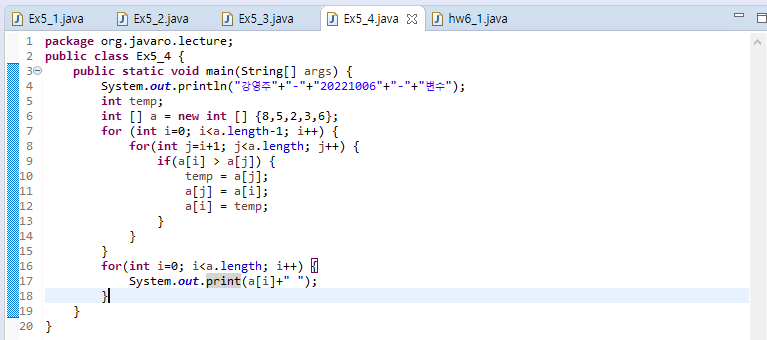 Ex5_1.java Ex5_2.java Ex5_3.java Ex5_4.java hw6_1.java
1 package org.javaro.lecture;
2 public class Ex5_4 {
3 public static void main(String[] args) {
4 System.out.println("강영주"+"-"+"20221006"+"-"+"변수");
5 int temp;
6 int [] a = new int [] {8,5,2,3,6};
7 for (int i=0; i<a.length-1; i++) {
8 for(int j=i+1; j<a.length; j++) {
9 if(a[i] > a[j]) {
10 temp = a[j];
11 a[j] = a[i];
12 a[i] = temp;
13 }
14 }
15 }
16 for(int i=0; i<a.length; i++) {
17 System.out.print(a[i]+" ");
18 }
19 }
20 }